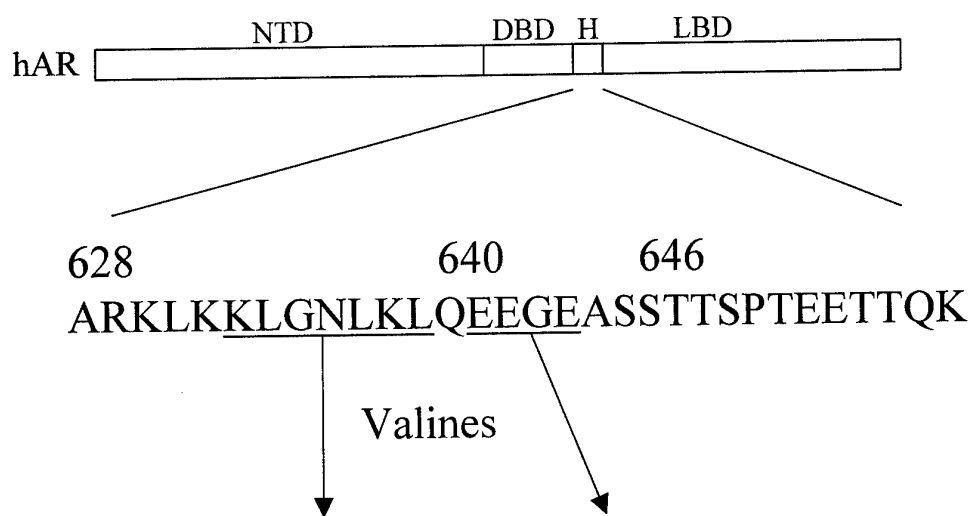 NTD DBD H LBD
hAR
628 640 646
ARKLKKLGNLKLQEEGEASSTTSPTEETTQK
Valines